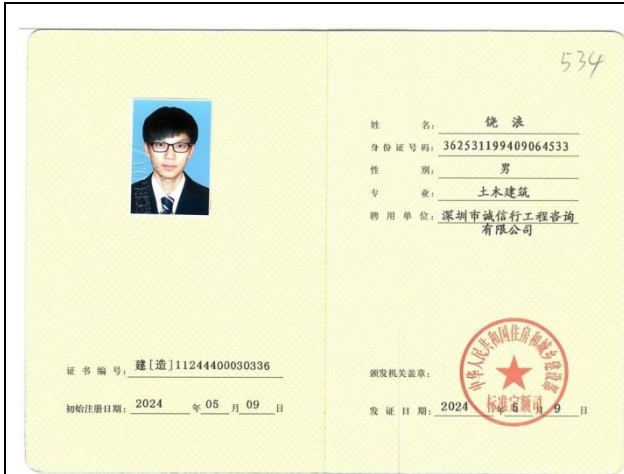 534
姓 名: 饶 浪
身份证号码: 362531199409064533
性 别: 男
专 业: 土木建筑
聘用单位: 深圳市诚信行工程咨询
有限公司
证书编号: 建[造]11244400030336
初始注册日期: 2024 年 05 月 09 日
颁发机关盖章:
中华人民共和国住房和城乡建设部
标准定额司
发证日期: 2024 年 5 月 9 日